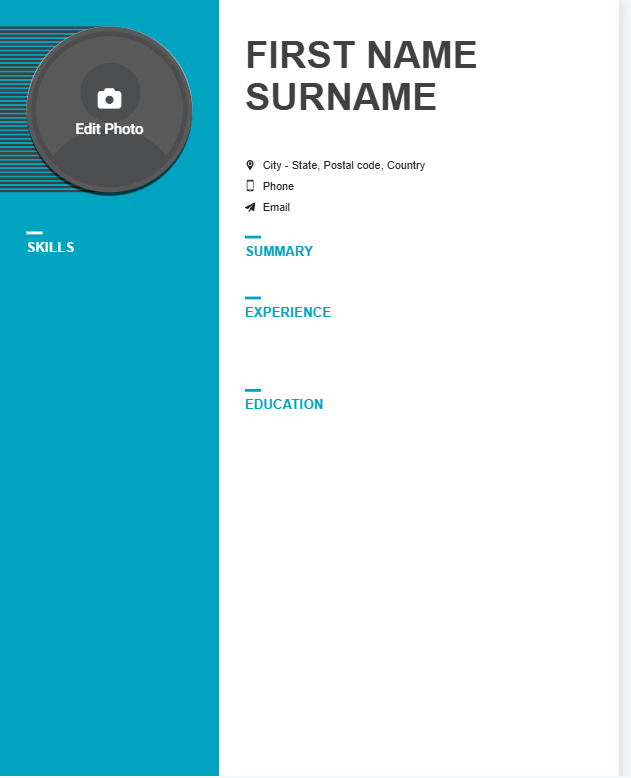 Edit Photo
SKILLS
FIRST NAME
SURNAME
City - State, Postal code, Country
Phone
Email
SUMMARY
EXPERIENCE
EDUCATION